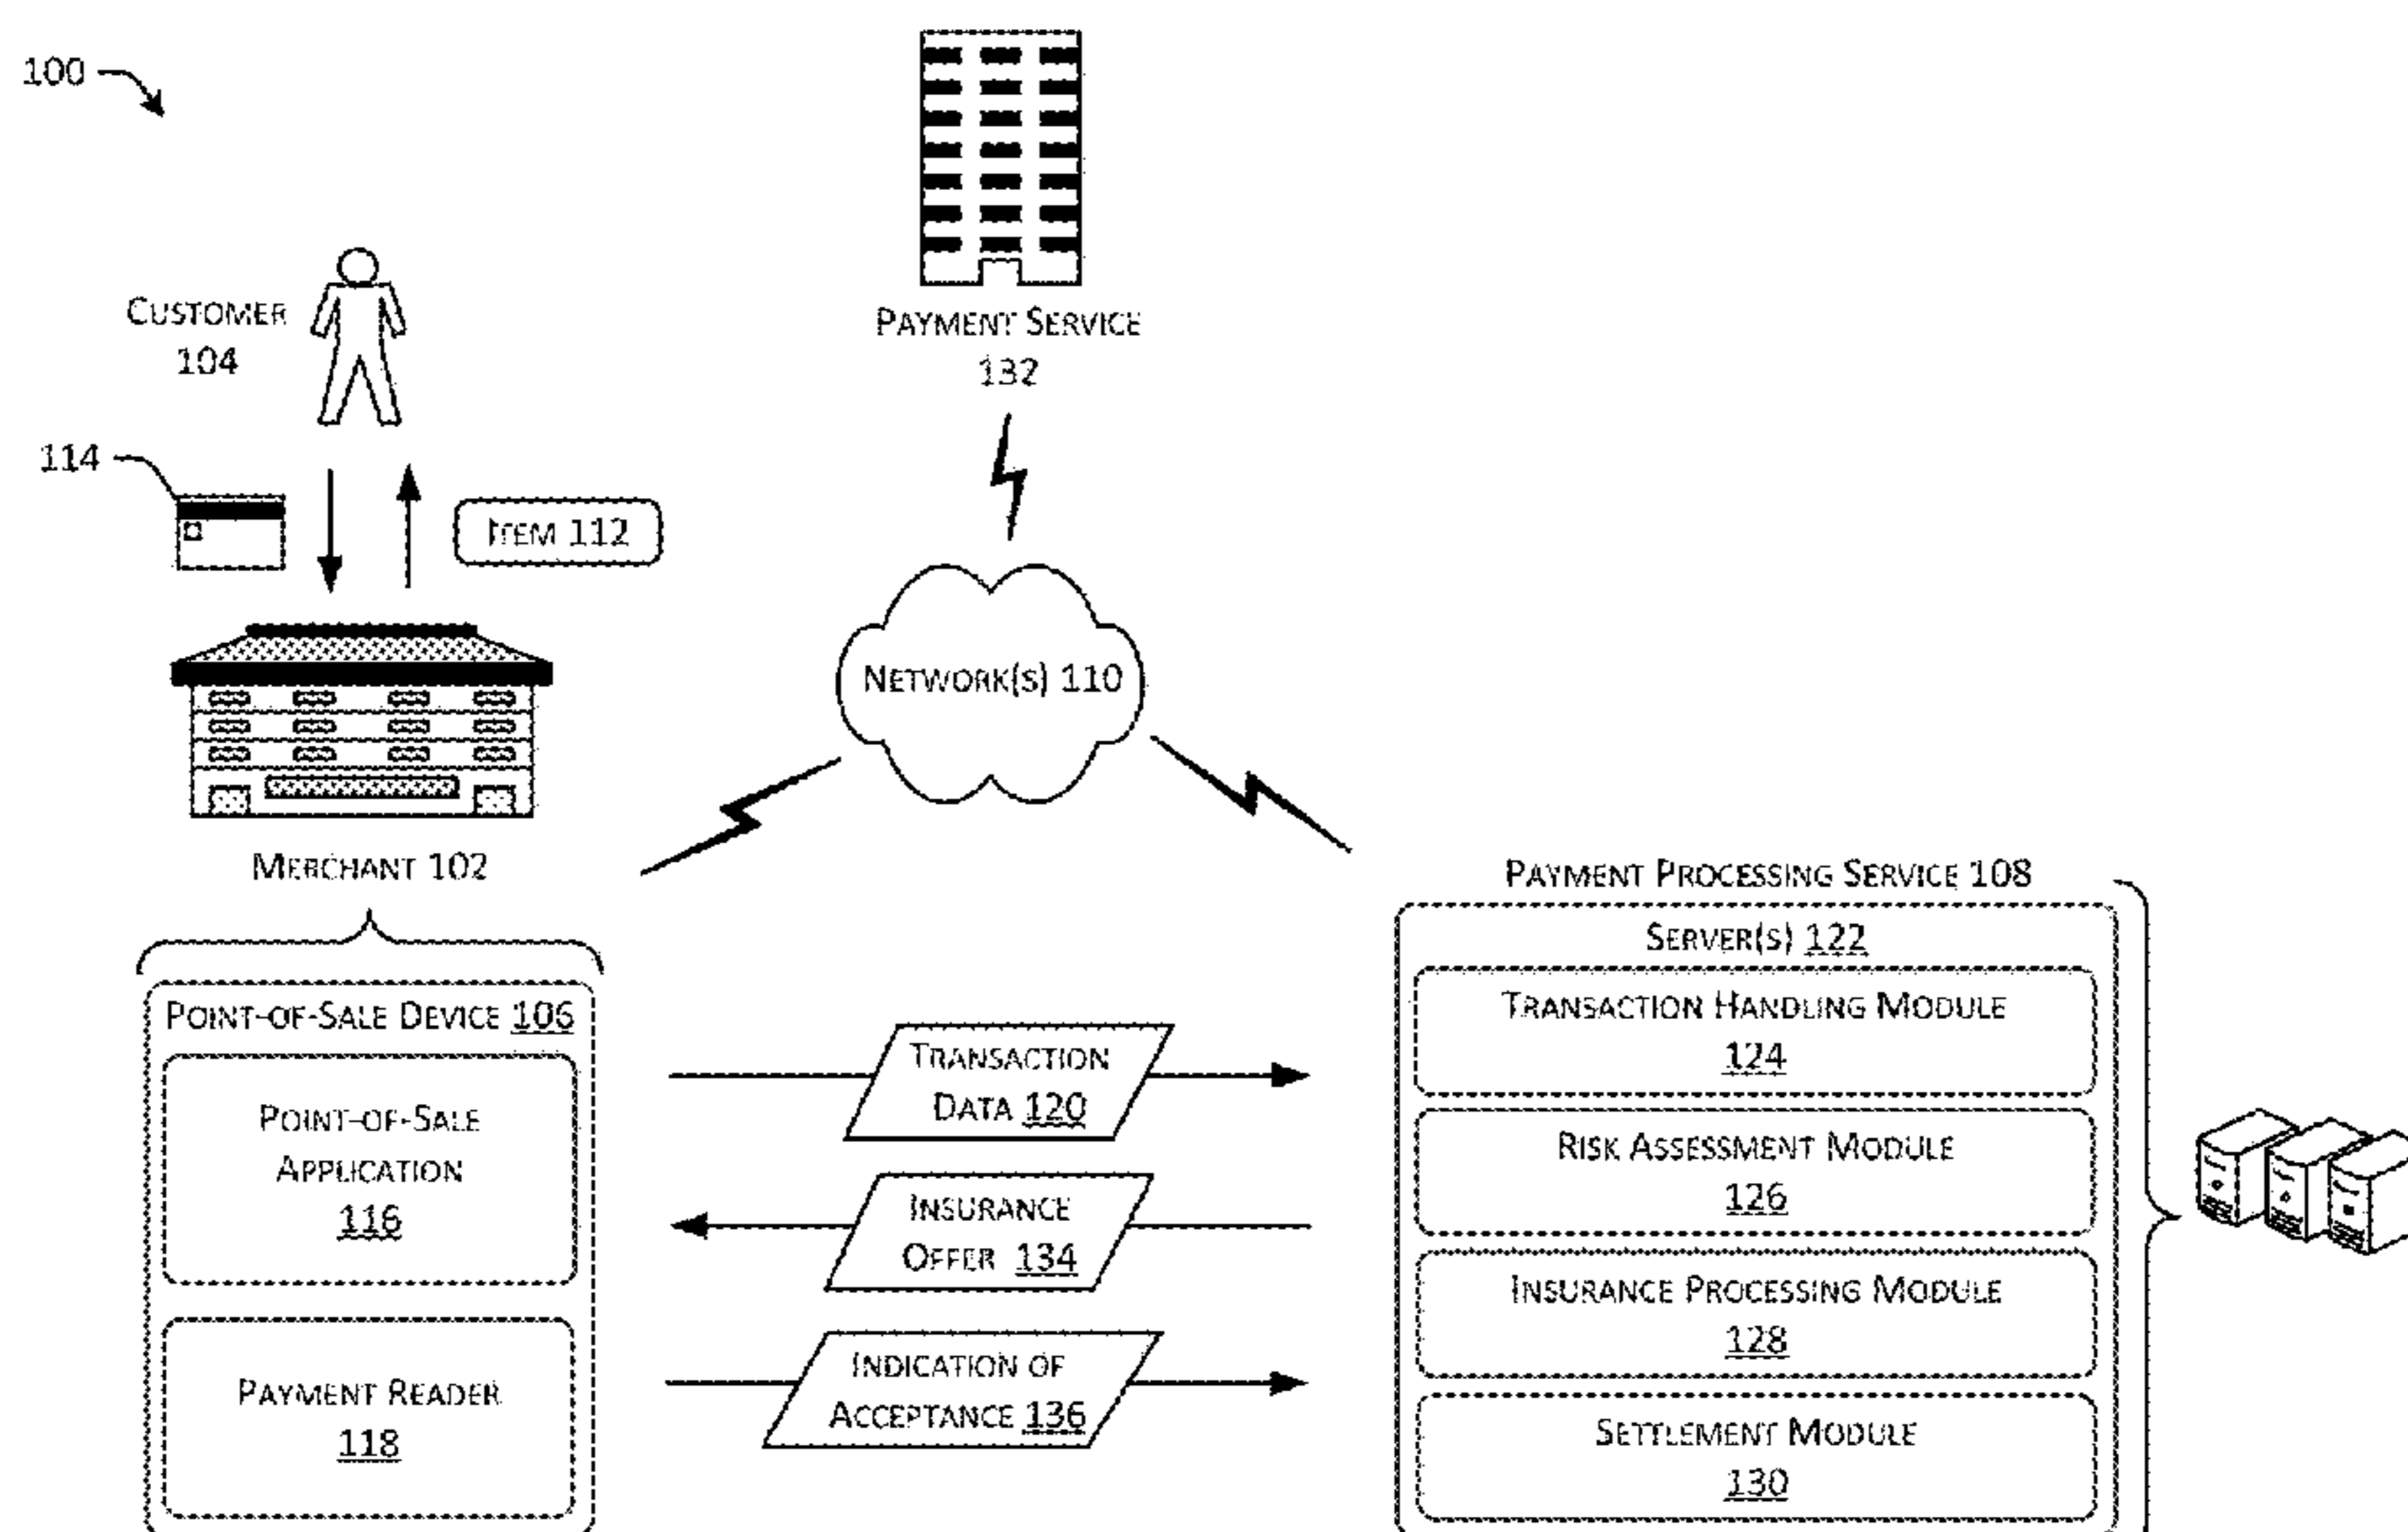 100
PAYMENT SERVICE
132
CUSTOMER
104
114
ITEM 112
NETWORK(S) 110
MERCHANT 102
POINT-OF-SALE DEVICE 106
POINT-OF-SALE
APPLICATION
116
PAYMENT READER
118
TRANSACTION
DATA 120
INSURANCE
OFFER 134
INDICATION OF
ACCEPTANCE 136
PAYMENT PROCESSING SERVICE 108
SERVER(S) 122
TRANSACTION HANDLING MODULE
124
RISK ASSESSMENT MODULE
126
INSURANCE PROCESSING MODULE
128
SETTLEMENT MODULE
130